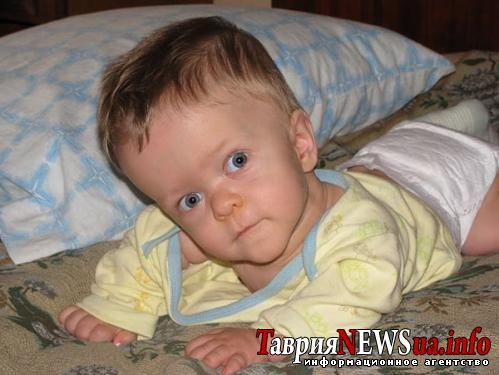 ТаврияNEWSua.info
информационное агентство